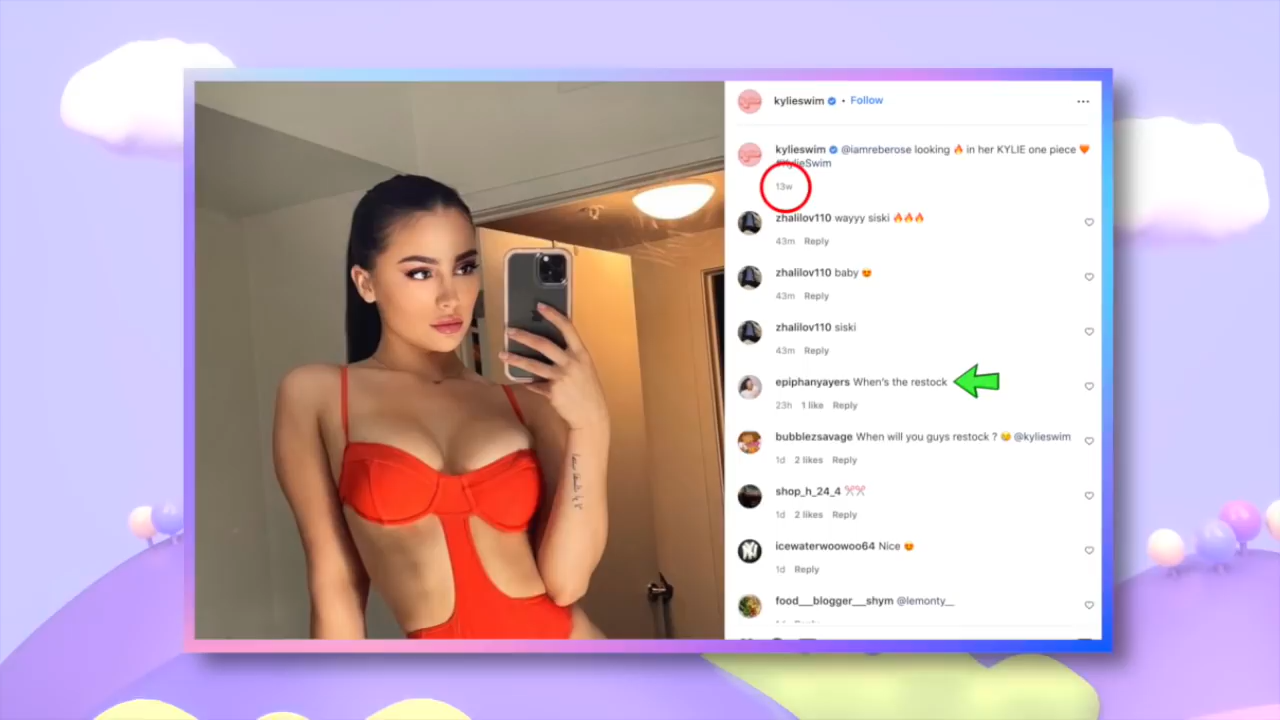 kylieswim • Follow
kylieswim @iamreberose looking 🔥 in her KYLIE one piece 🧡
#KylieSwim
13w
zhalilov110 wayyy siski 🔥🔥🔥
43m Reply
zhalilov110 baby 😍
43m Reply
zhalilov110 siski
43m Reply
epiphanyayers When's the restock
23h 1 like Reply
bubblezsavage When will you guys restock ? 😏 @kylieswim
1d 2 likes Reply
shop_h_24_4 🎀🎀
1d 2 likes Reply
icewaterwoowoo64 Nice 😍
1d Reply
food___blogger___shym @lemonty__